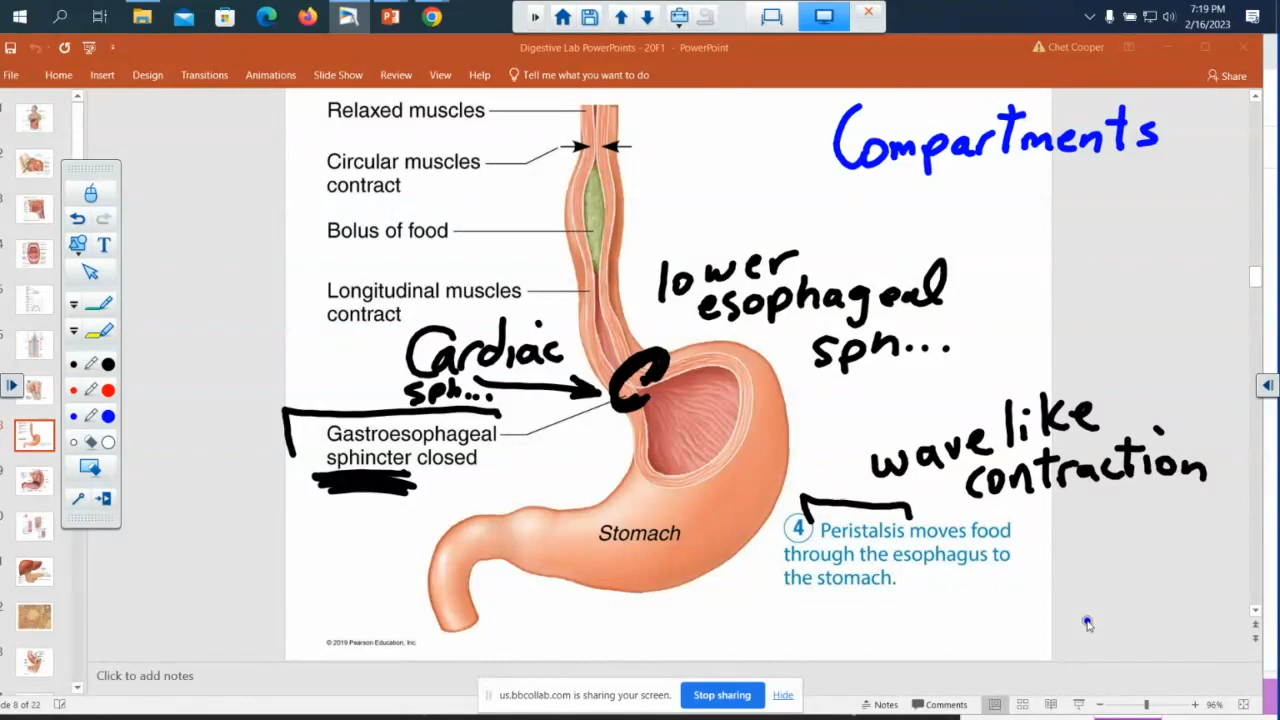 7:19 PM
2/16/2023
Digestive Lab PowerPoints - 20F1 - PowerPoint
Chet Cooper
File Home Insert Design Transitions Animations Slide Show Review View Help Tell me what you want to do
Share
Relaxed muscles
Circular muscles
contract
Bolus of food
Longitudinal muscles
contract
Compartments
lower
esophageal
sph...
Cardiac
sph...
Gastroesophageal
sphincter closed
wave like
contraction
Stomach
4 Peristalsis moves food
through the esophagus to
the stomach.
© 2019 Pearson Education, Inc.
Click to add notes
us.bbcollab.com is sharing your screen. Stop sharing Hide
de 8 of 22
Notes Comments 96%
T